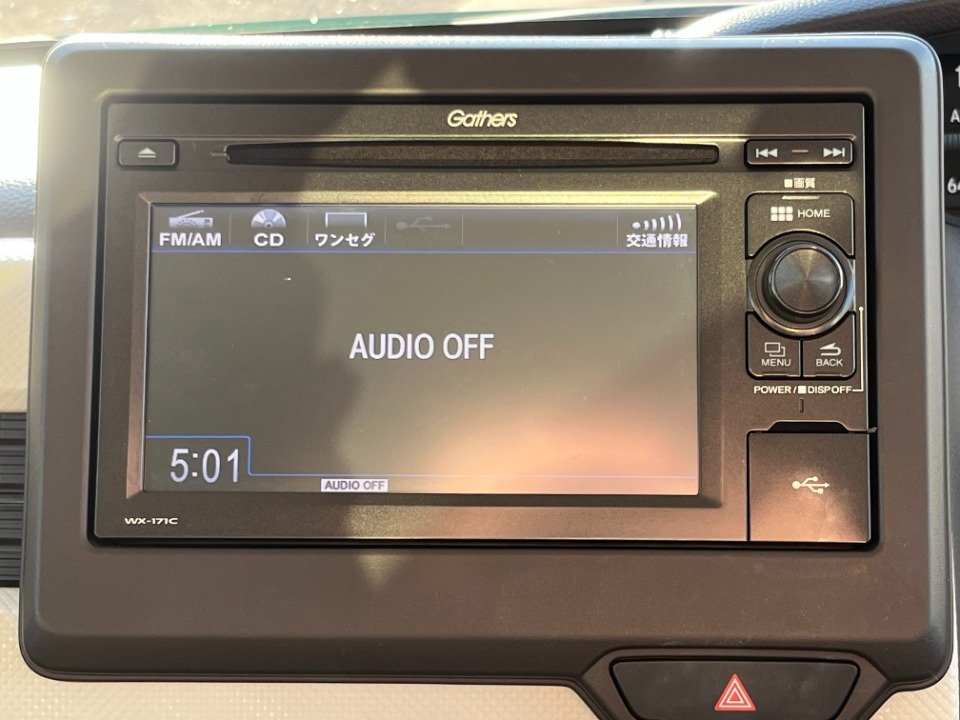 Gathers
画質
HOME
FM/AM
CD
ワンセグ
交通情報
AUDIO OFF
MENU
BACK
POWER/ DISP OFF
5:01
AUDIO OFF
WX-171C